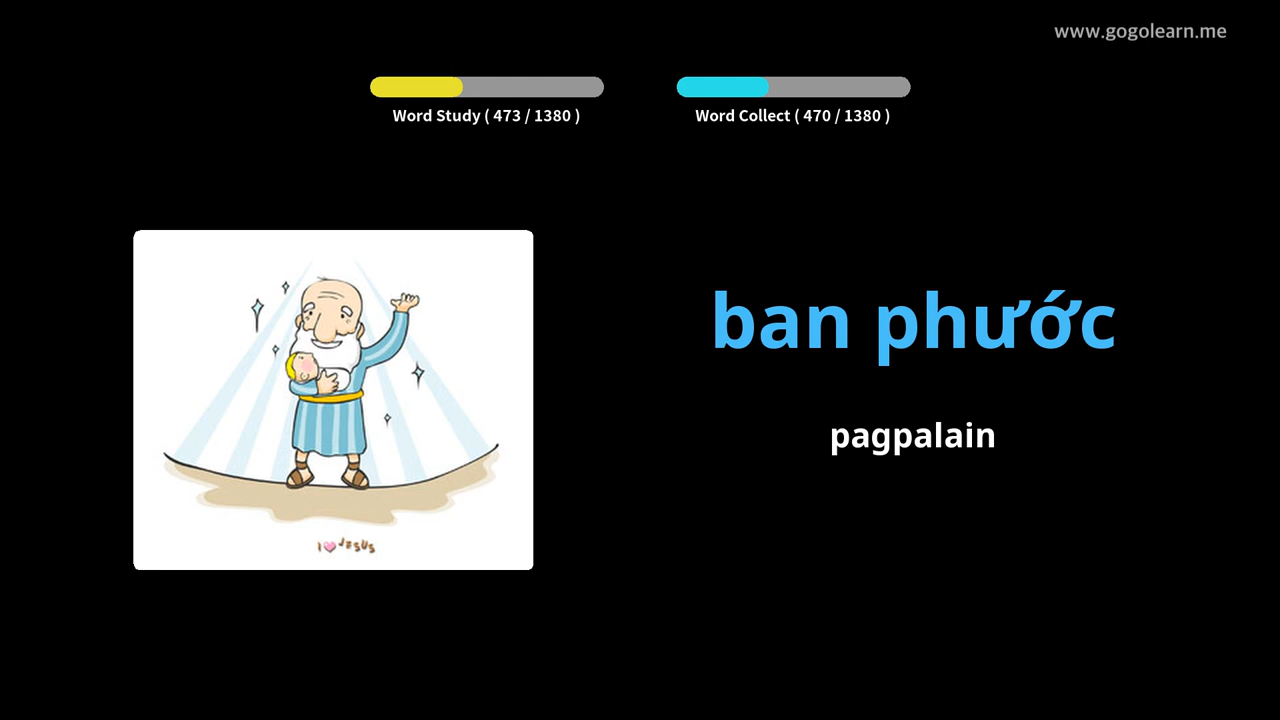 www.gogolearn.me
Word Study ( 473 / 1380 )
Word Collect ( 470 / 1380 )
ban phước
pagpalain
I JESUS